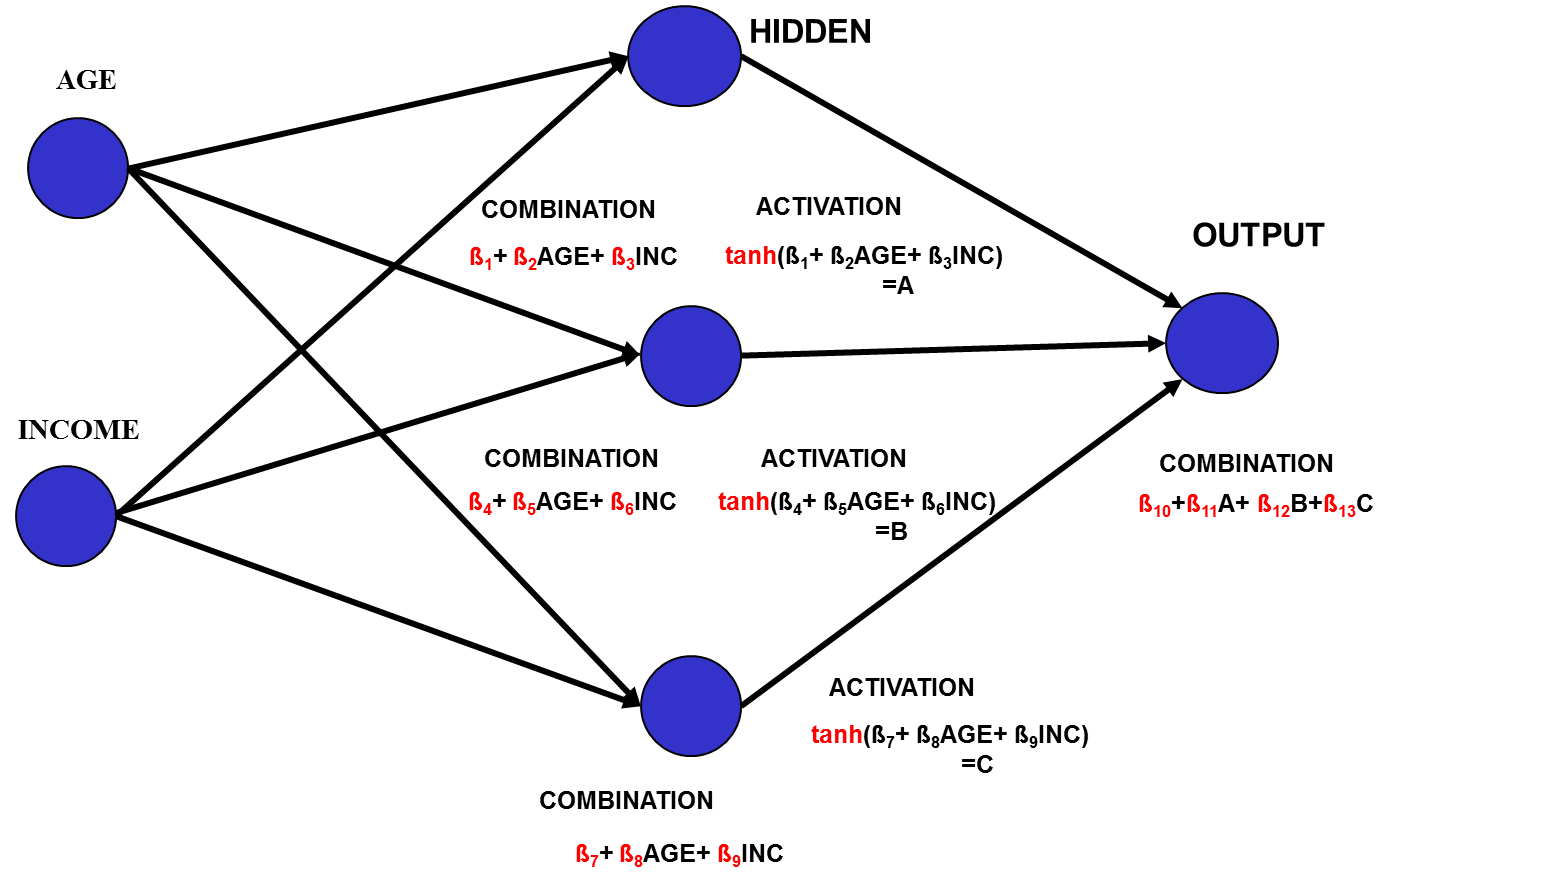 HIDDEN
AGE
COMBINATION
ß1+ ß2AGE+ ß3INC
ACTIVATION
tanh(ß1+ ß2AGE+ ß3INC)
=A
OUTPUT
INCOME
COMBINATION
ß4+ ß5AGE+ ß6INC
ACTIVATION
tanh(ß4+ ß5AGE+ ß6INC)
=B
COMBINATION
ß10+ß11A+ ß12B+ß13C
ACTIVATION
tanh(ß7+ ß8AGE+ ß9INC)
=C
COMBINATION
ß7+ ß8AGE+ ß9INC